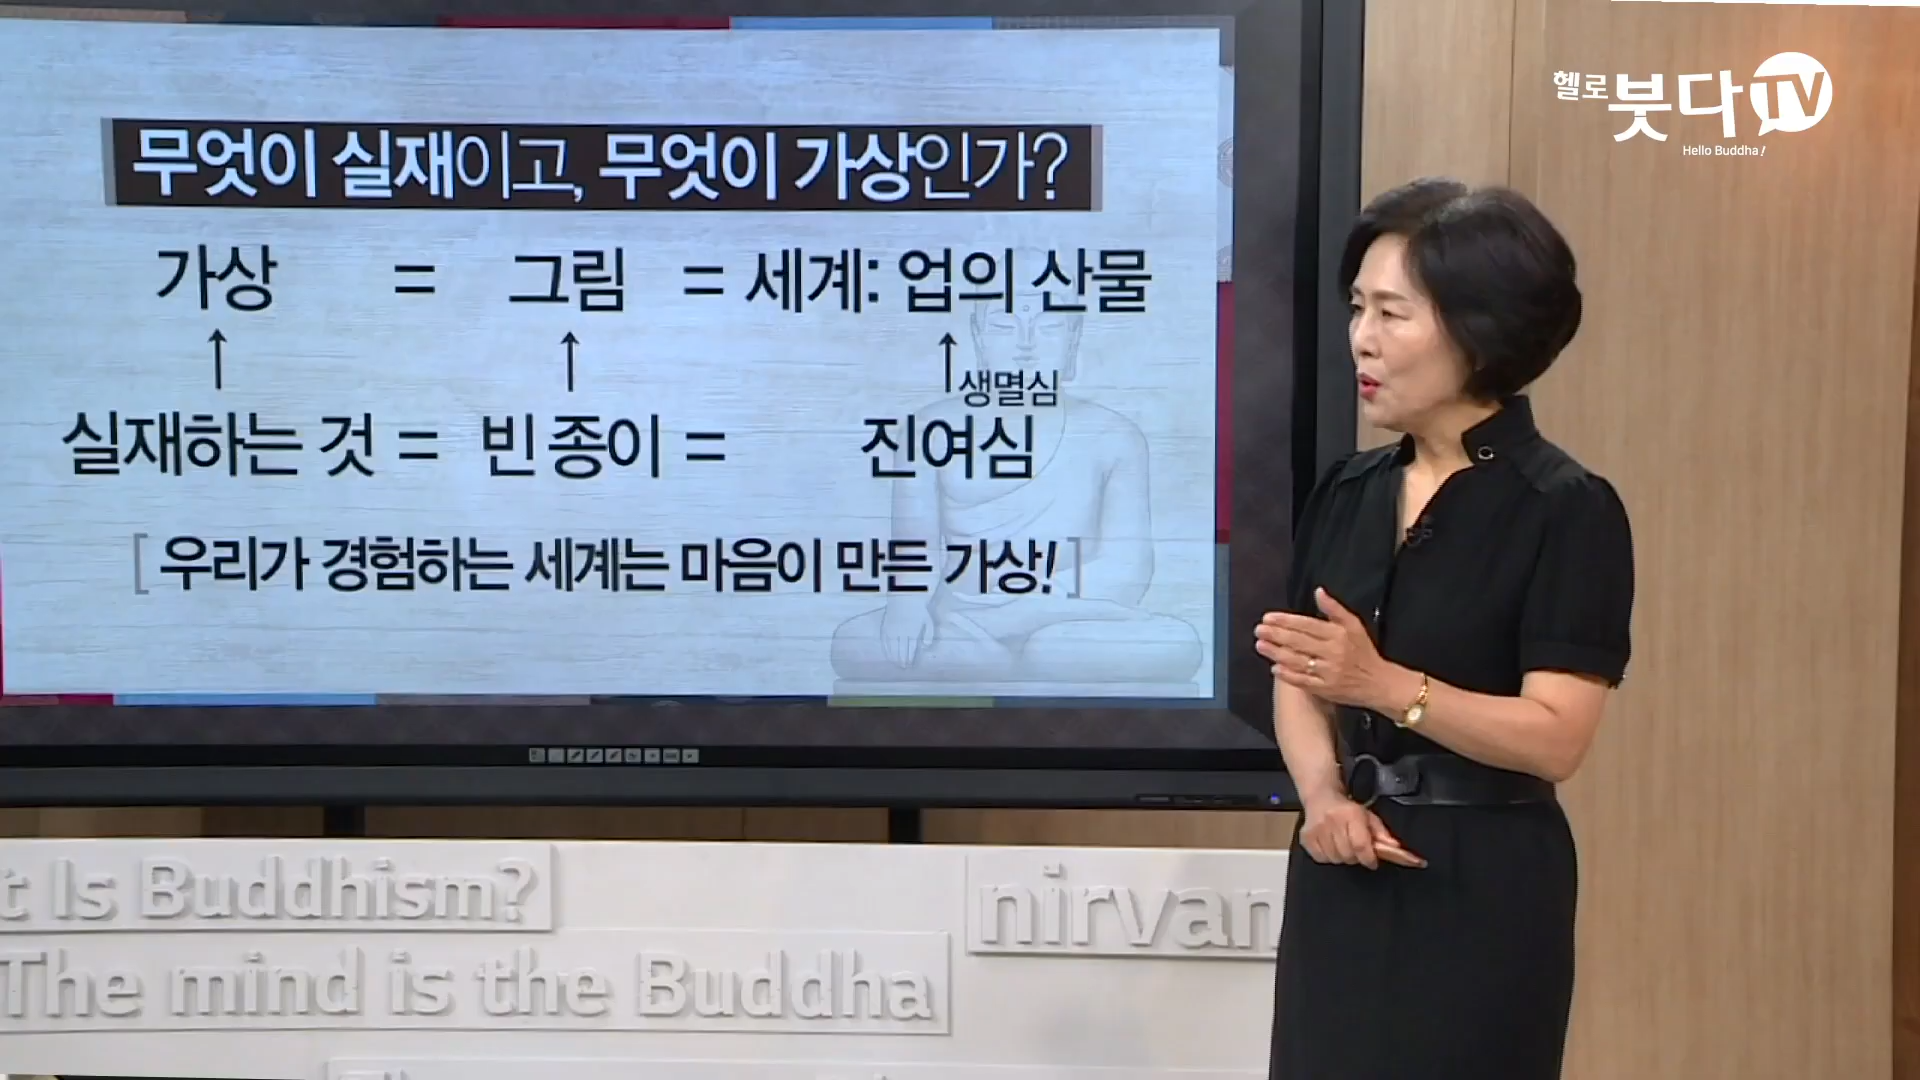 헬로붓다TV
Hello Buddha!
무엇이 실재이고, 무엇이 가상인가?
가상 = 그림 = 세계: 업의 산물
↑ ↑ ↑생멸심
실재하는 것 = 빈 종이 = 진여심
[ 우리가 경험하는 세계는 마음이 만든 가상! ]
t Is Buddhism?
nirvan
The mind is the Buddha